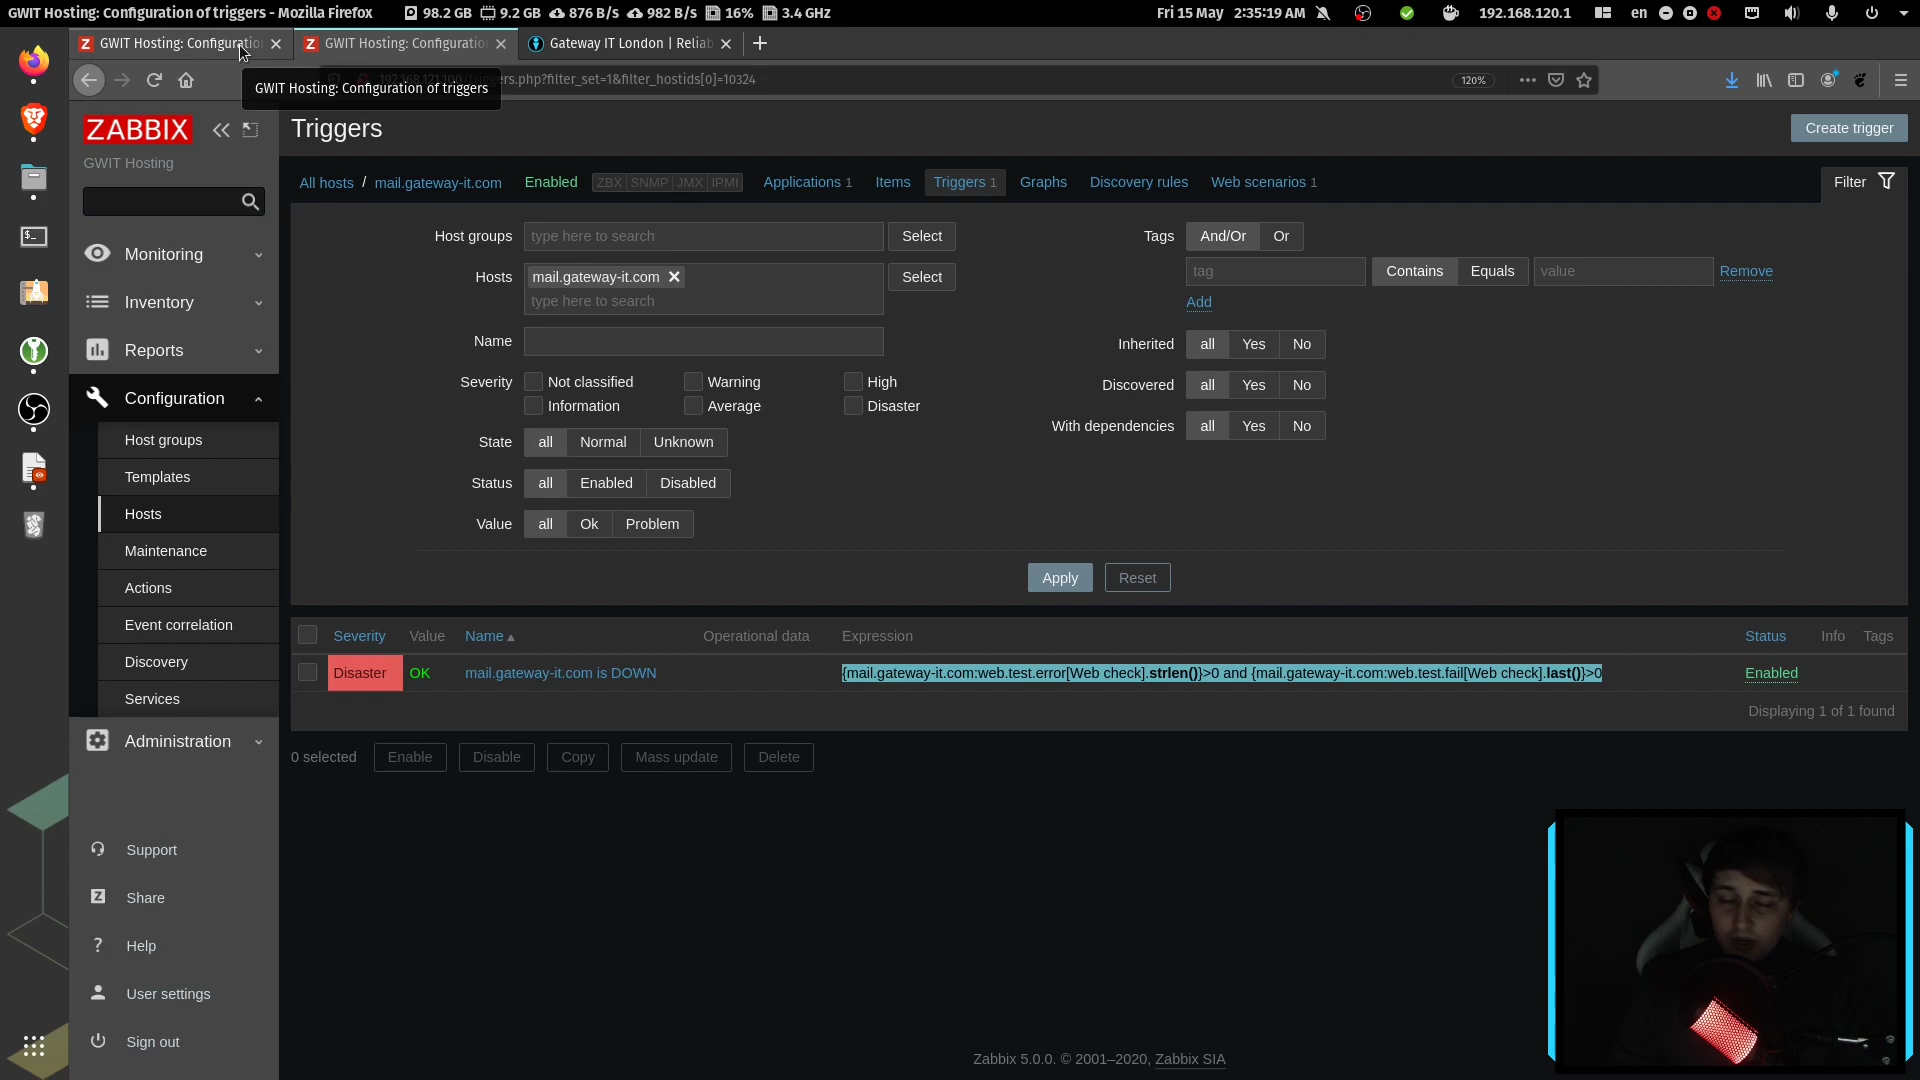 GWIT Hosting: Configuration of triggers - Mozilla Firefox
98.2 GB 9.2 GB 876 B/s 982 B/s 16% 3.4 GHz
Fri 15 May 2:35:19 AM
192.168.120.1
en
GWIT Hosting: Configuratio
GWIT Hosting: Configuratio
Gateway IT London | Reliab
192.168.121.100/triggers.php?filter_set=1&filter_hostids[0]=10324
120%
GWIT Hosting: Configuration of triggers
ZABBIX
GWIT Hosting
Triggers
Create trigger
All hosts / mail.gateway-it.com Enabled ZBX SNMP JMX IPMI Applications 1 Items Triggers 1 Graphs Discovery rules Web scenarios 1
Filter
Monitoring
Inventory
Reports
Configuration
Host groups
Templates
Hosts
Maintenance
Actions
Event correlation
Discovery
Services
Administration
Support
Share
Help
User settings
Sign out
Host groups type here to search Select
Hosts mail.gateway-it.com Select
type here to search
Name
Severity Not classified Warning High
Information Average Disaster
State all Normal Unknown
Status all Enabled Disabled
Value all Ok Problem
Tags And/Or Or
tag Contains Equals value Remove
Add
Inherited all Yes No
Discovered all Yes No
With dependencies all Yes No
Apply Reset
Severity Value Name Operational data Expression Status Info Tags
Disaster OK mail.gateway-it.com is DOWN {mail.gateway-it.com:web.test.error[Web check].strlen()}>0 and {mail.gateway-it.com:web.test.fail[Web check].last()}>0 Enabled
Displaying 1 of 1 found
0 selected Enable Disable Copy Mass update Delete
Zabbix 5.0.0. © 2001–2020, Zabbix SIA